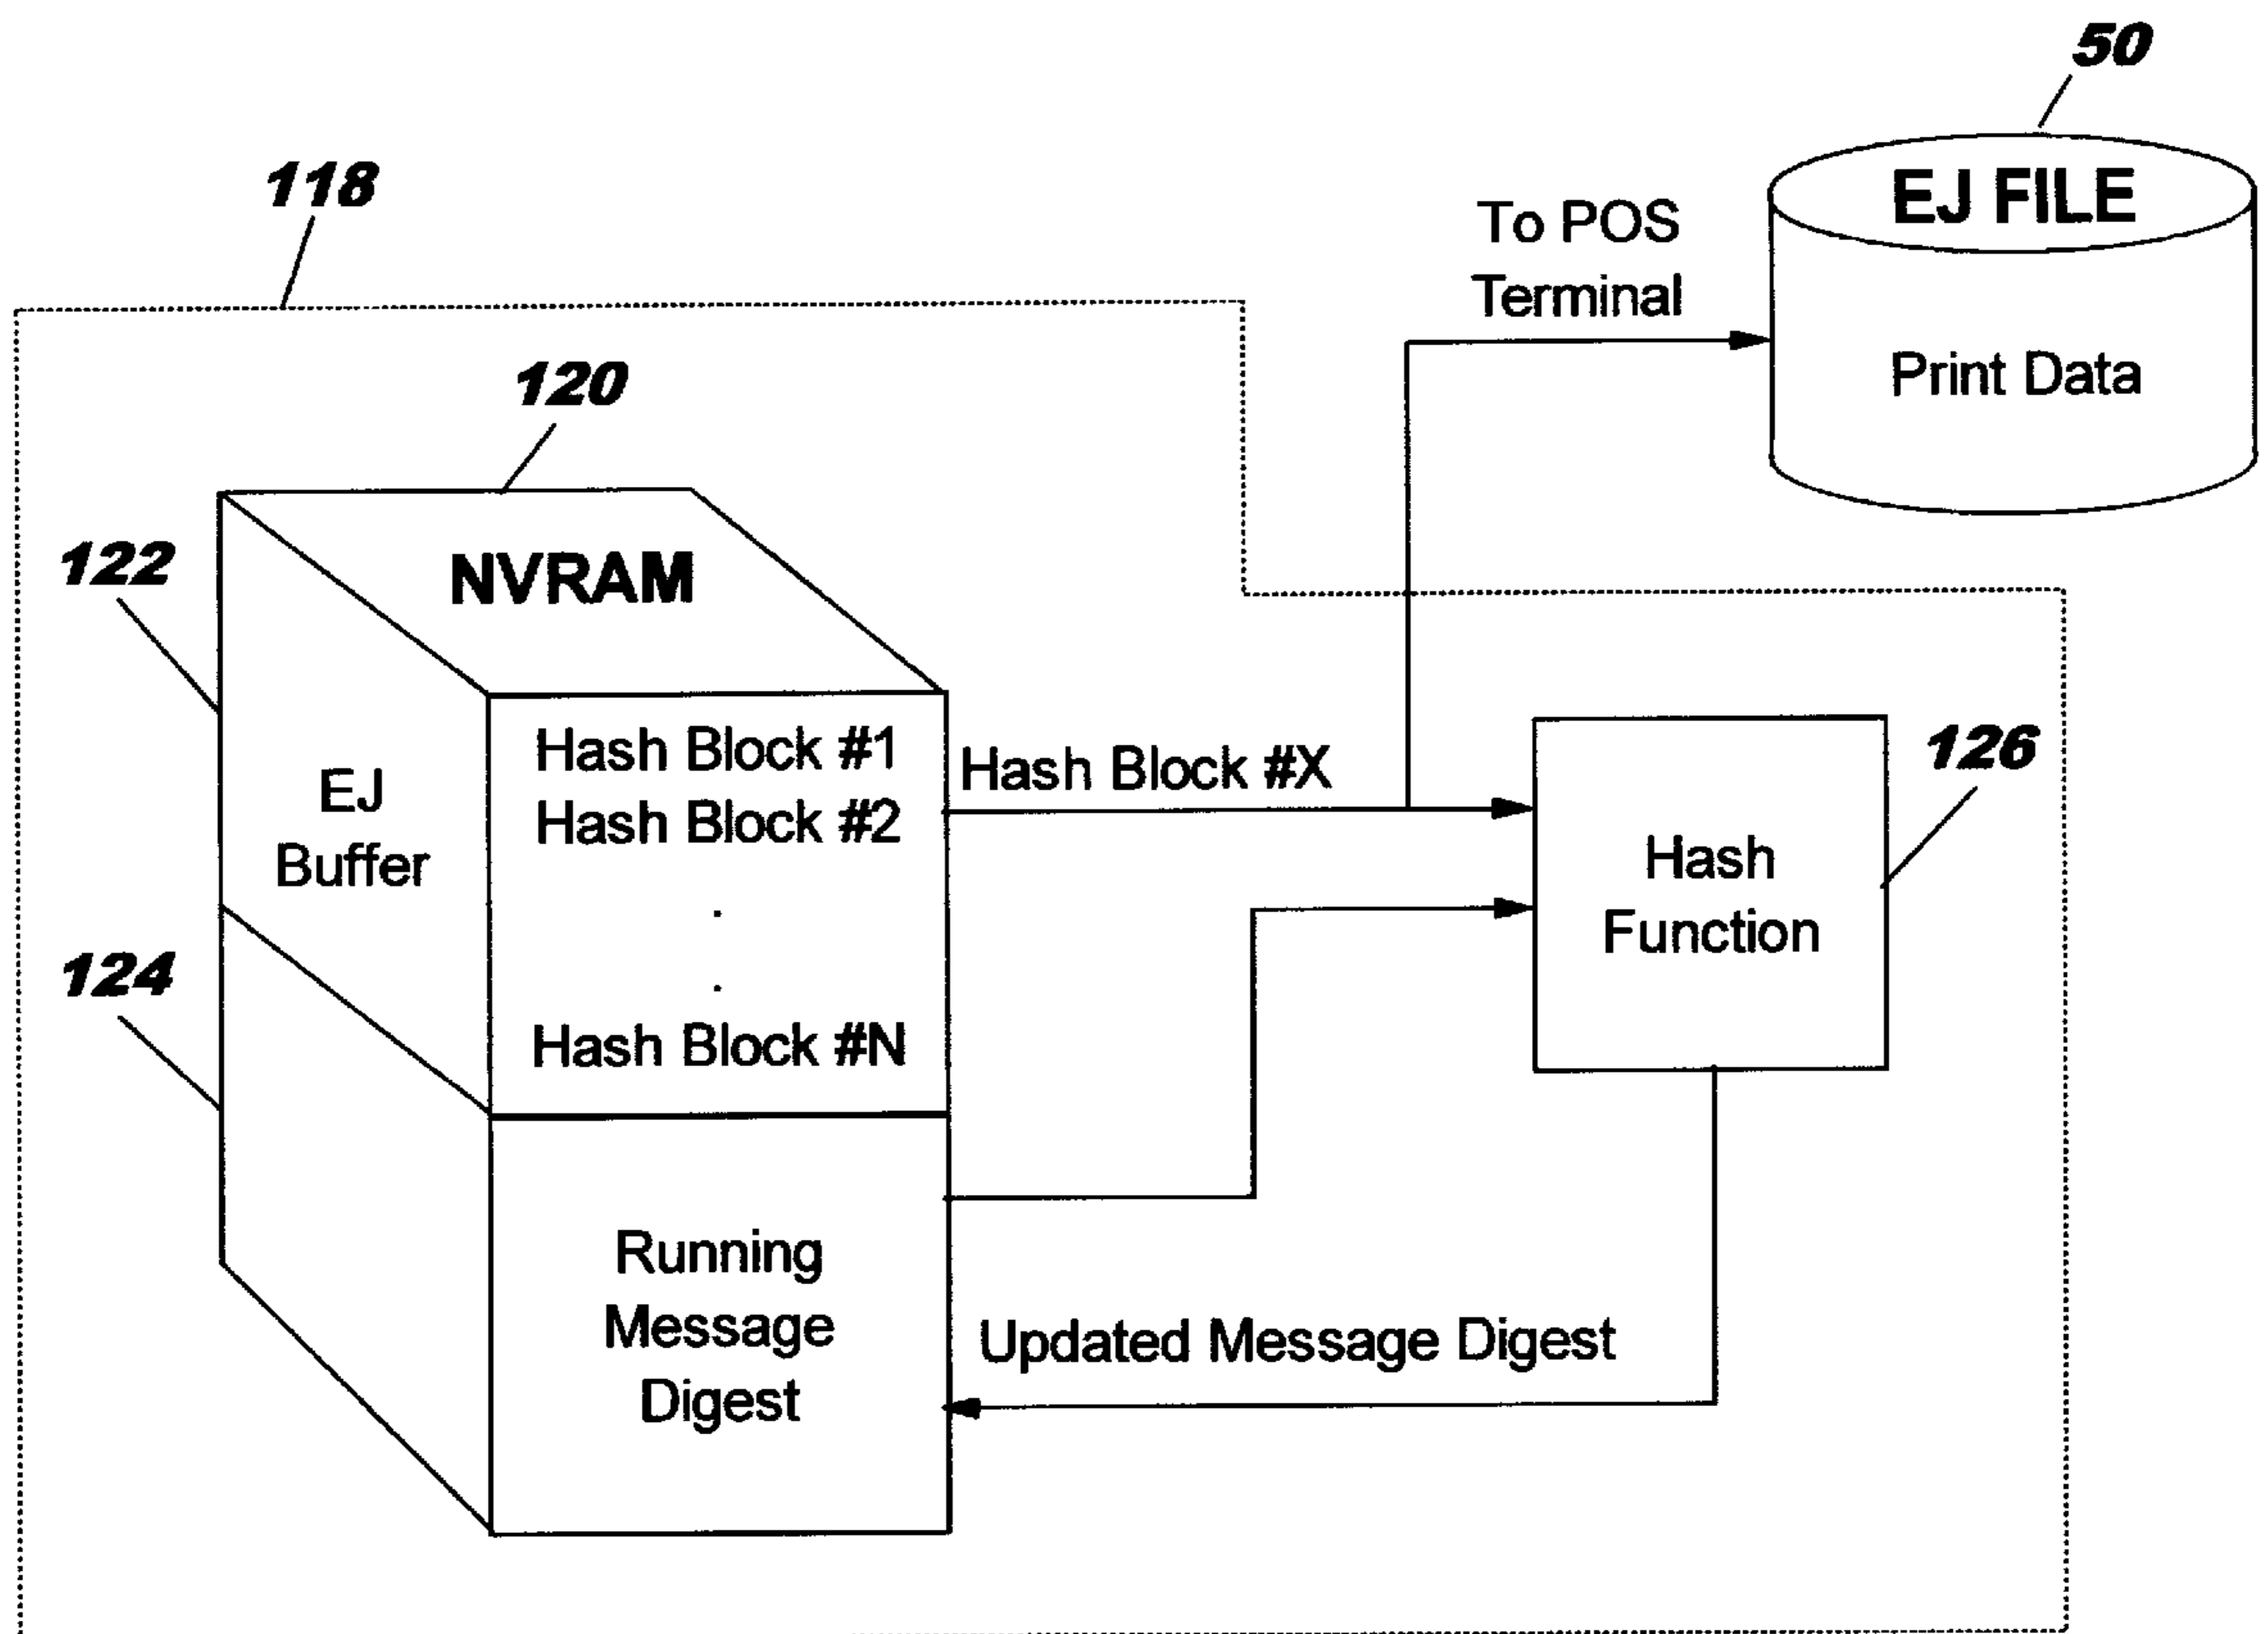 50
118
EJ FILE
To POS
Terminal
Print Data
120
122
NVRAM
Hash Block #1
Hash Block #X
126
EJ
Buffer
Hash Block #2
.
.
Hash Block #N
Hash
Function
124
Running
Message
Digest
Updated Message Digest